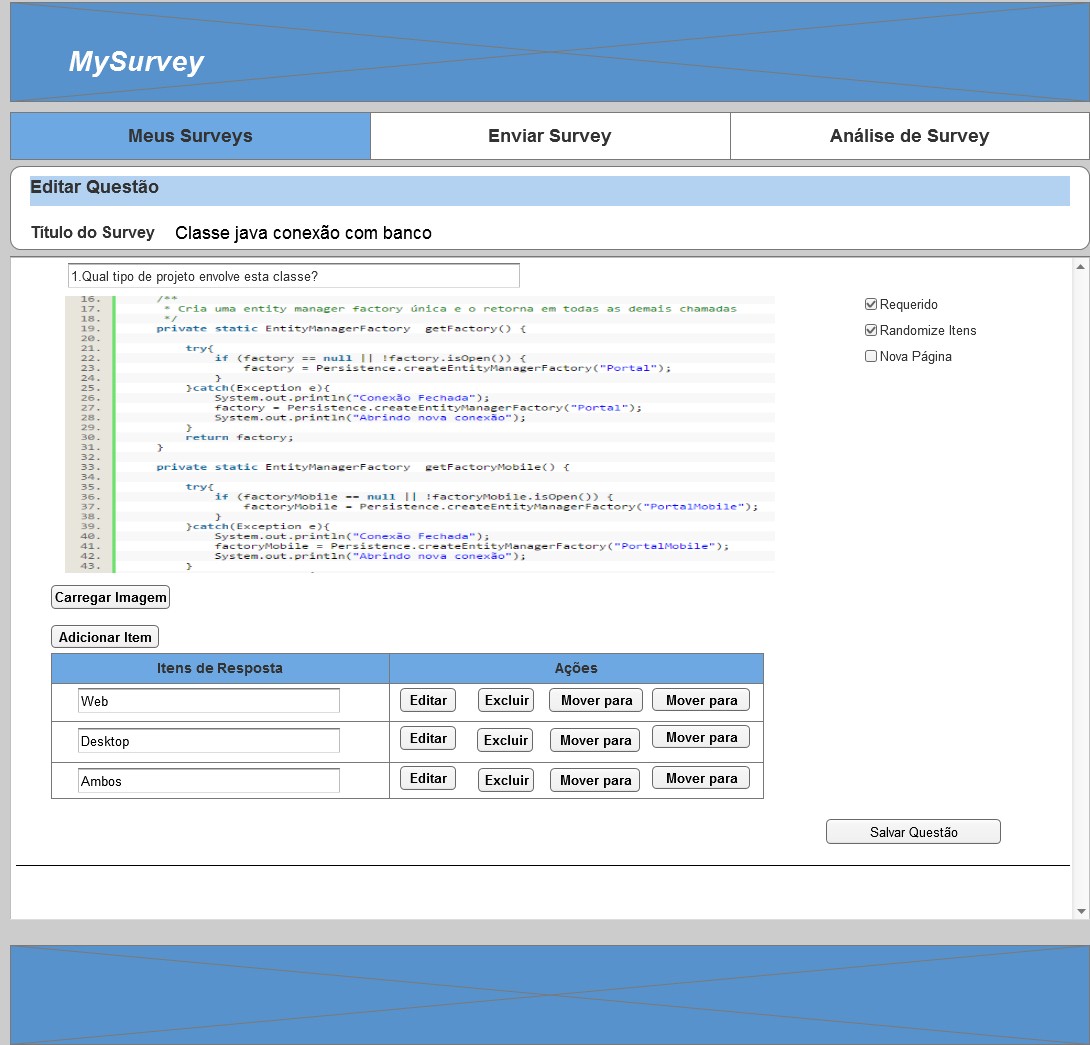 MySurvey
Meus Surveys Enviar Survey Análise de Survey
Editar Questão
Titulo do Survey Classe java conexão com banco
1.Qual tipo de projeto envolve esta classe?
Requerido
Randomize Itens
Nova Página
16. /**
17. * Cria uma entity manager factory única e o retorna em todas as demais chamadas
18. */
19. private static EntityManagerFactory getFactory() {
20.
21. try{
22. if (factory == null || !factory.isOpen()) {
23. factory = Persistence.createEntityManagerFactory("Portal");
24. }
25. }catch(Exception e){
26. System.out.println("Conexão Fechada");
27. factory = Persistence.createEntityManagerFactory("Portal");
28. System.out.println("Abrindo nova conexão");
29. }
30. return factory;
31. }
32.
33. private static EntityManagerFactory getFactoryMobile() {
34.
35. try{
36. if (factoryMobile == null || !factoryMobile.isOpen()) {
37. factoryMobile = Persistence.createEntityManagerFactory("PortalMobile");
38. }
39. }catch(Exception e){
40. System.out.println("Conexão Fechada");
41. factoryMobile = Persistence.createEntityManagerFactory("PortalMobile");
42. System.out.println("Abrindo nova conexão");
43. }
Carregar Imagem
Adicionar Item
Itens de Resposta Ações
Web Editar Excluir Mover para Mover para
Desktop Editar Excluir Mover para Mover para
Ambos Editar Excluir Mover para Mover para
Salvar Questão